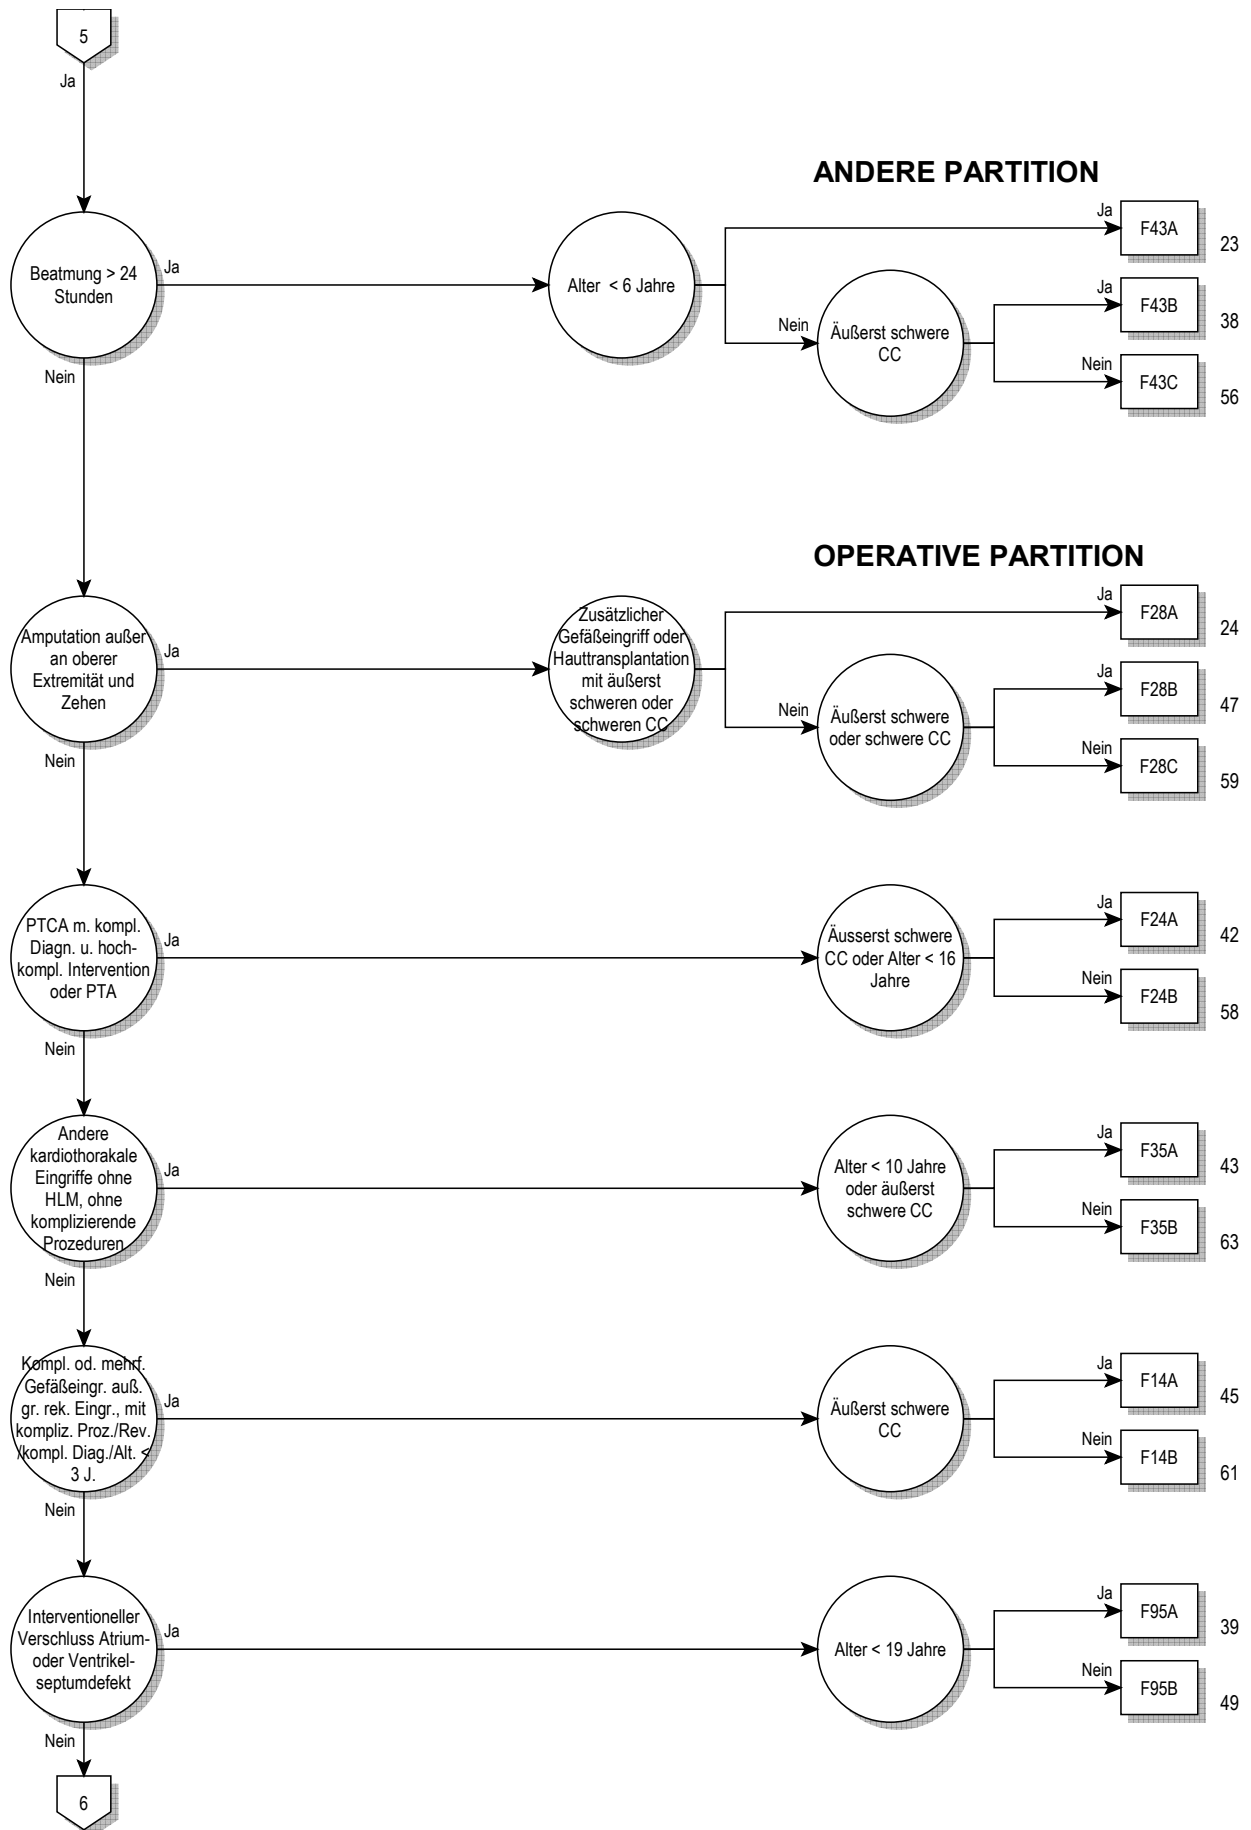 5
Ja
ANDERE PARTITION
Beatmung > 24
Stunden
Ja
Alter < 6 Jahre
Ja
F43A
23
Nein
Äußerst schwere
CC
Ja
F43B
38
Nein
F43C
56
Nein
OPERATIVE PARTITION
Amputation außer
an oberer
Extremität und
Zehen
Ja
Zusätzlicher
Gefäßeingriff oder
Hauttransplantation
mit äußerst
schweren oder
schweren CC
Ja
F28A
24
Nein
Äußerst schwere
oder schwere CC
Ja
F28B
47
Nein
F28C
59
Nein
PTCA m. kompl.
Diagn. u. hoch-
kompl. Intervention
oder PTA
Ja
Äusserst schwere
CC oder Alter < 16
Jahre
Ja
F24A
42
Nein
F24B
58
Nein
Andere
kardiothorakale
Eingriffe ohne
HLM, ohne
komplizierende
Prozeduren
Ja
Alter < 10 Jahre
oder äußerst
schwere CC
Ja
F35A
43
Nein
F35B
63
Nein
Kompl. od. mehrf.
Gefäßeingr. auß.
gr. rek. Eingr., mit
kompliz. Proz./Rev.
/kompl. Diag./Alt. <
3 J.
Ja
Äußerst schwere
CC
Ja
F14A
45
Nein
F14B
61
Nein
Interventioneller
Verschluss Atrium-
oder Ventrikel-
septumdefekt
Ja
Alter < 19 Jahre
Ja
F95A
39
Nein
F95B
49
Nein
6